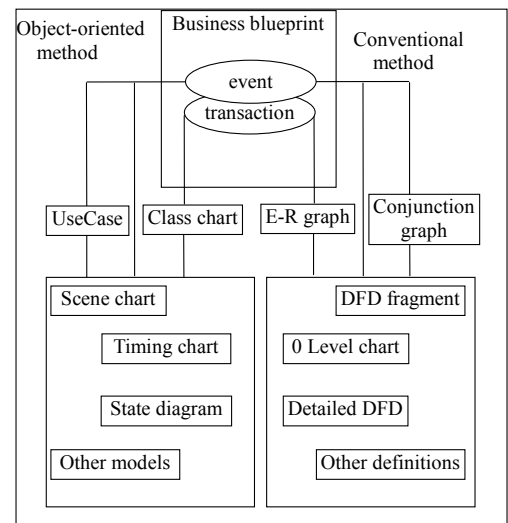 Object-oriented
method
Business blueprint
Conventional
method
event
transaction
UseCase
Class chart
E-R graph
Conjunction
graph
Scene chart
Timing chart
State diagram
Other models
DFD fragment
0 Level chart
Detailed DFD
Other definitions